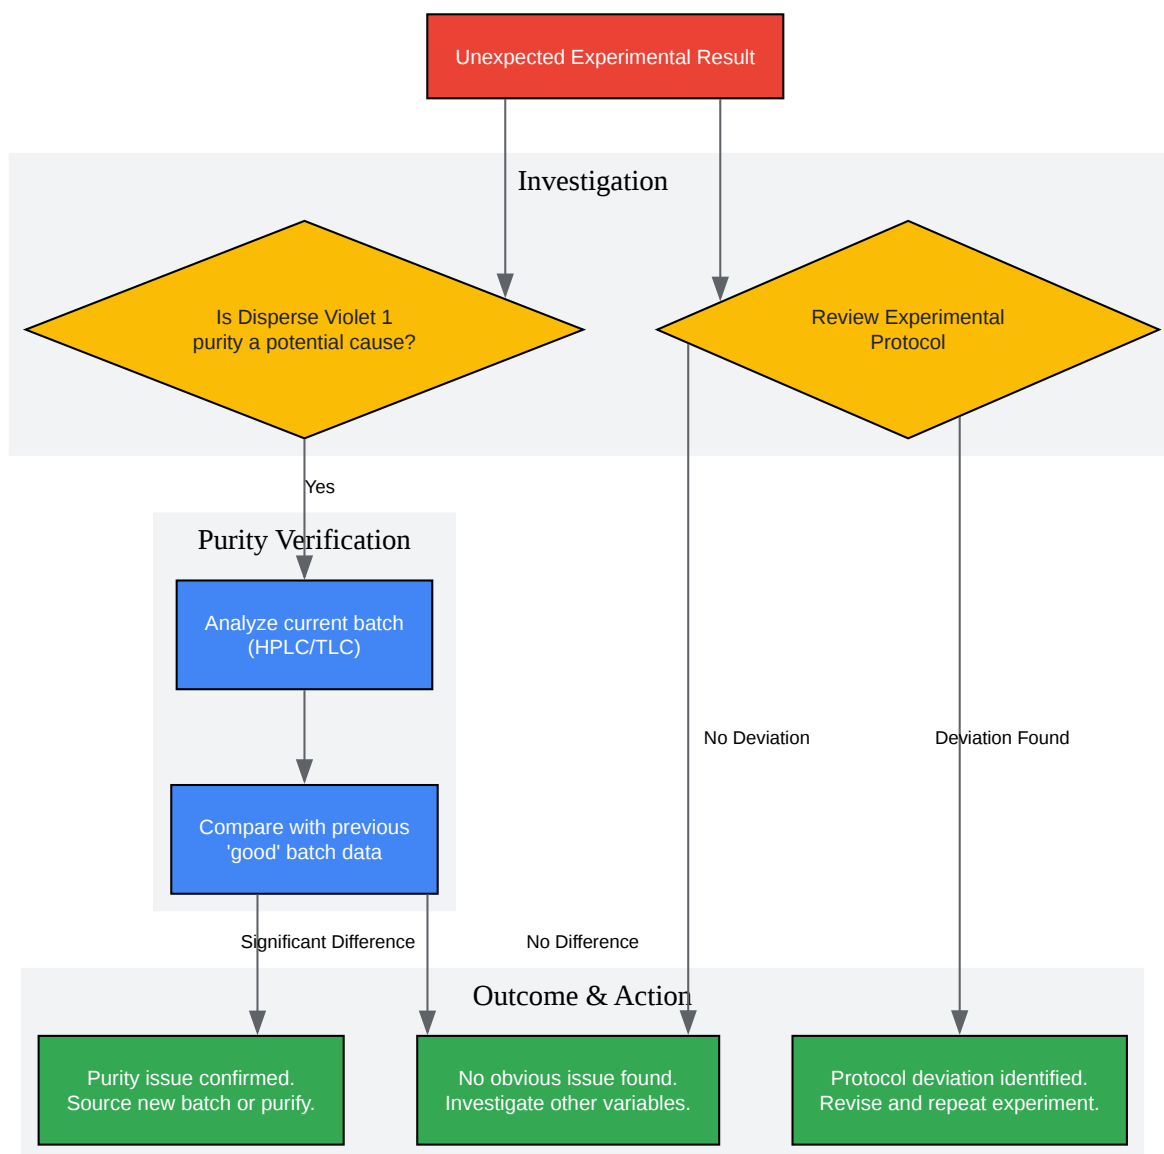 Unexpected Experimental Result
Investigation
Is Disperse Violet 1
purity a potential cause?
Review Experimental
Protocol
Yes
Purity Verification
Analyze current batch
(HPLC/TLC)
No Deviation
Deviation Found
Compare with previous
'good' batch data
Significant Difference
No Difference
Outcome & Action
Purity issue confirmed.
Source new batch or purify.
No obvious issue found.
Investigate other variables.
Protocol deviation identified.
Revise and repeat experiment.